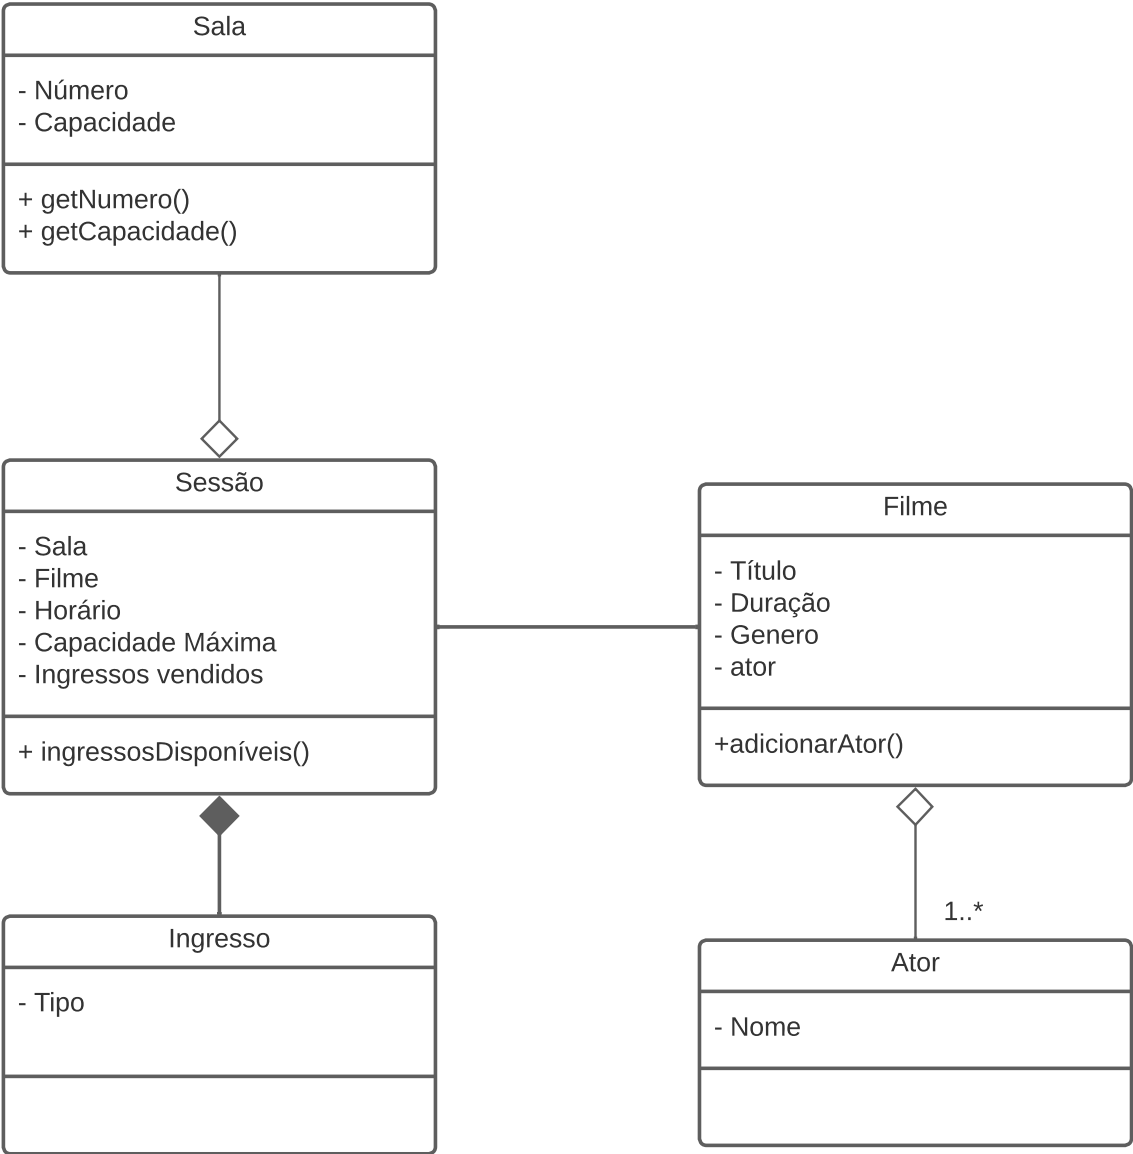 Sala
- Número
- Capacidade
+ getNumero()
+ getCapacidade()
Sessão
- Sala
- Filme
- Horário
- Capacidade Máxima
- Ingressos vendidos
+ ingressosDisponíveis()
Filme
- Título
- Duração
- Genero
- ator
+adicionarAtor()
1..*
Ingresso
- Tipo
Ator
- Nome